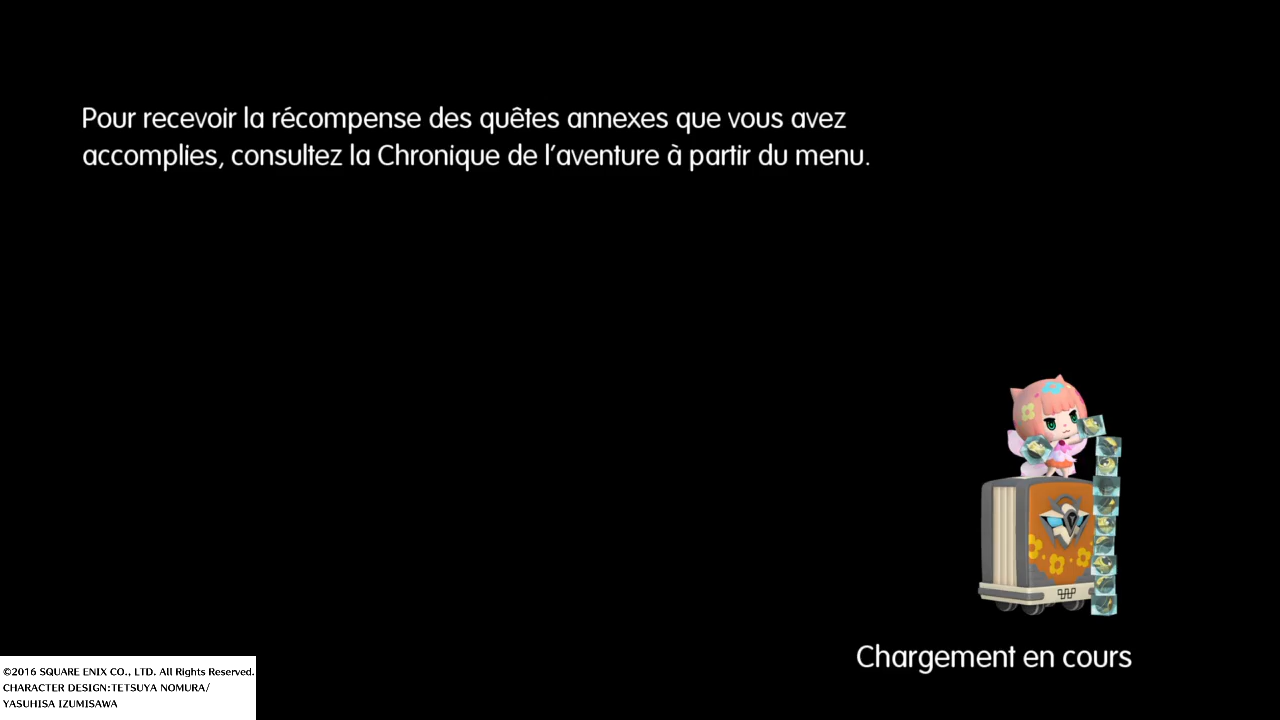 Pour recevoir la récompense des quêtes annexes que vous avez
accomplies, consultez la Chronique de l'aventure à partir du menu.
Chargement en cours
©2016 SQUARE ENIX CO., LTD. All Rights Reserved.
CHARACTER DESIGN:TETSUYA NOMURA/
YASUHISA IZUMISAWA